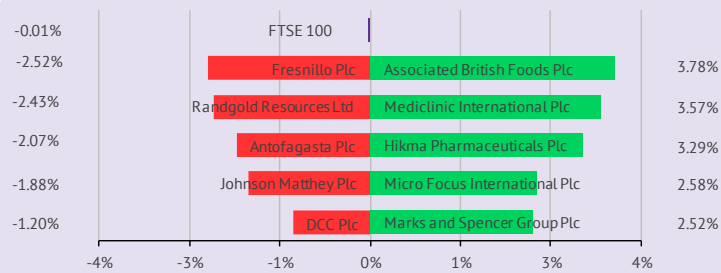 -0.01% FTSE 100
-2.52% Fresnillo Plc Associated British Foods Plc 3.78%
-2.43% Randgold Resources Ltd Mediclinic International Plc 3.57%
-2.07% Antofagasta Plc Hikma Pharmaceuticals Plc 3.29%
-1.88% Johnson Matthey Plc Micro Focus International Plc 2.58%
-1.20% DCC Plc Marks and Spencer Group Plc 2.52%
-4% -3% -1% 0% 1% 3% 4%